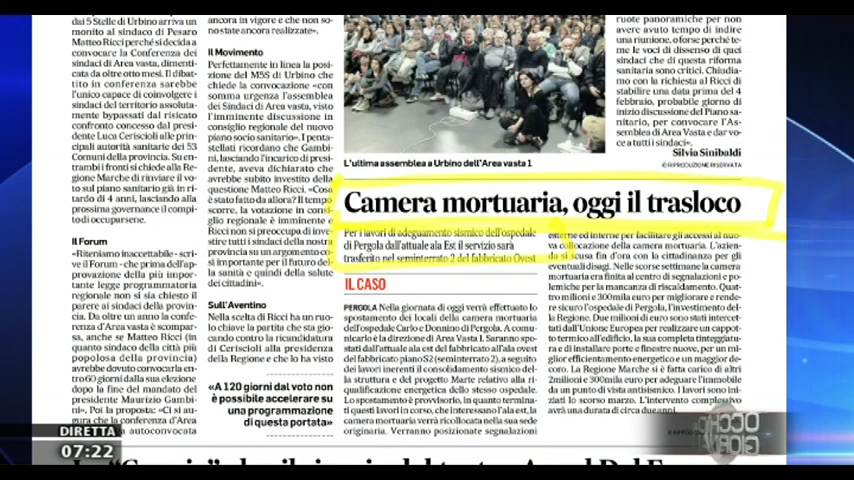 dai 5 Stelle di Urbino arriva un
monito al sindaco di Pesaro
Matteo Ricci perché si decida a
convocare la Conferenza dei
sindaci di Area vasta, dimenti-
cata da oltre otto mesi. Il dibat-
tito in conferenza sarebbe
l'unico capace di coinvolgere i
sindaci del territorio assoluta-
mente bypassati dal risicato
confronto concesso dal presi-
dente Luca Ceriscioli alle princi-
pali autorità sanitarie dei 53
Comuni della provincia. Su en-
trambi i fronti si chiede alla Re-
gione Marche di rinviare il vo-
to sul piano sanitario già in ri-
tardo di 4 anni, lasciando alla
prossima governance il compi-
to di occuparsene.
Il Forum
«Riteniamo inaccettabile - scri-
ve il Forum - che prima dell'ap-
provazione della più impor-
tante legge programmatoria
regionale non si sia chiesto il
parere ai sindaci della provin-
cia. Da oltre un anno la confe-
renza d'Area vasta è scompar-
sa, anche se Matteo Ricci (in
quanto sindaco della città più
popolosa della provincia)
avrebbe dovuto convocarla en-
tro 60 giorni dalla sua elezione
dopo la fine del mandato del
presidente Maurizio Gambi-
ni». Poi la proposta: «Ci si au-
gura che la conferenza d'Area
autoconvocata
ancora in vigore e che non so-
no state ancora realizzate».
Il Movimento
Perfettamente in linea la po-
sizione del M5S di Urbino che
chiede la convocazione «con
somma urgenza l'assemblea
dei Sindaci di Area vasta, visto
l'imminente discussione in
consiglio regionale del nuovo
piano socio sanitario». I pen-
tastellati ricordano che Gambi-
ni, lasciando l'incarico di presi-
dente, aveva dichiarato che
avrebbe subito investito della
questione Matteo Ricci. «Cosa
è stato fatto da allora? Il tempo
scorre, la votazione in consi-
glio regionale è imminente e
Ricci non si preoccupa di inve-
stire tutti i sindaci della nostra
provincia su un argomento co-
sì importante per il futuro del-
la sanità e quindi della salute
dei cittadini».
Sull'Aventino
Nella scelta di Ricci ha un ruo-
lo chiave la partita che sta gio-
cando contro la ricandidatura
di Ceriscioli alla presidenza
della Regione e che lo ha visto
«A 120 giorni dal voto non
è possibile accelerare su
una programmazione
di questa portata»
L'ultima assemblea a Urbino dell'Area vasta 1
ruote panoramiche per non
avere avuto tempo di indire
una riunione, o forse perché te-
me le voci di dissenso di quei
sindaci che di questa riforma
sanitaria sono critici. Chiedia-
mo con la richiesta al Ricci di
stabilire una data prima del 4
febbraio, probabile giorno di
inizio discussione del Piano sa-
nitario, per convocare l'As-
semblea di Area Vasta e dar vo-
ce a tutti i sindaci».
Silvia Sinibaldi
© RIPRODUZIONE RISERVATA
Camera mortuaria, oggi il trasloco
Per i lavori di adeguamento sismico dell'ospedale
di Pergola dall'attuale ala Est il servizio sarà
trasferito nel seminterrato 2 del fabbricato Ovest
IL CASO
PERGOLA Nella giornata di oggi verrà effettuato lo
spostamento dei locali della camera mortuaria
dell'ospedale Carlo e Donnino di Pergola. A comu-
nicarlo è la direzione di Area Vasta 1. Saranno spo-
stati dall'attuale ala est del fabbricato all'ala ovest
del fabbricato piano S2 (seminterrato 2), a seguito
dei lavori inerenti il consolidamento sismico del-
la struttura e del progetto Marte relativo alla ri-
qualificazione energetica dello stesso ospedale.
Lo spostamento è provvisorio, in quanto termina-
ti questi lavori in corso, che interessano l'ala est, la
camera mortuaria verrà ricollocata nella sua sede
originaria. Verranno posizionate segnalazioni
esterne ed interne per facilitare gli accessi al nuo-
va collocazione della camera mortuaria. L'azien-
da si scusa fin d'ora con la cittadinanza per gli
eventuali disagi. Nelle scorse settimane la camera
mortuaria era finita al centro di segnalazioni e po-
lemiche per la mancanza di riscaldamento. Quat-
tro milioni e 300mila euro per migliorare e rende-
re sicuro l'ospedale di Pergola, l'investimento del-
la Regione. Due milioni di euro sono stati intercet-
tati dall'Unione Europea per realizzare un cappot-
to termico al'edificio, la sua completa tinteggiatu-
ra e di installare porte e finestre nuove, per un mi-
glior efficientamento energetico e un maggior de-
coro. La Regione Marche si è fatta carico di altri
2milioni e 300mila euro per adeguare l'immobile
da un punto di vista antisismico. I lavori sono ini-
ziati lo scorso marzo. L'intervento complessivo
avrà una durata di circa due anni.
DIRETTA
07:22
OCCHIO
GIORNALI